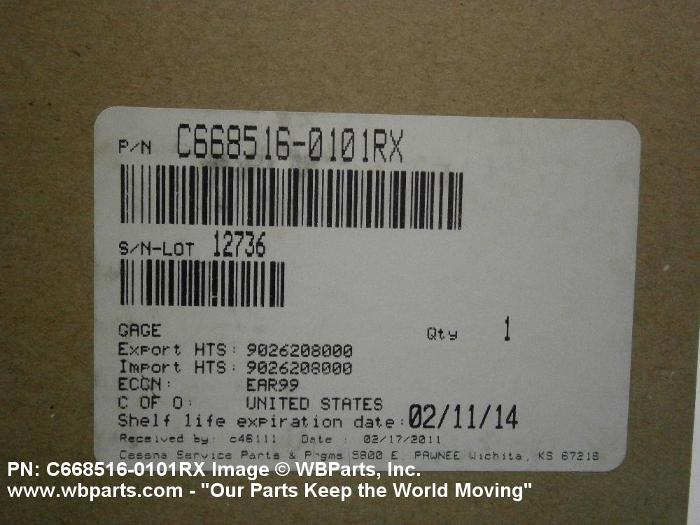 P/N C668516-0101RX
S/N-LOT 12736
GAGE Qty 1
Export HTS: 9026208000
Import HTS: 9026208000
ECCN: EAR99
C OF O: UNITED STATES
Shelf life expiration date: 02/11/14
Received by: c46111 Date : 02/17/2011
Cessna Service Parts & Prgms 5800 E. PAWNEE Wichita, KS 67218
PN: C668516-0101RX Image © WBParts, Inc.
www.wbparts.com - "Our Parts Keep the World Moving"